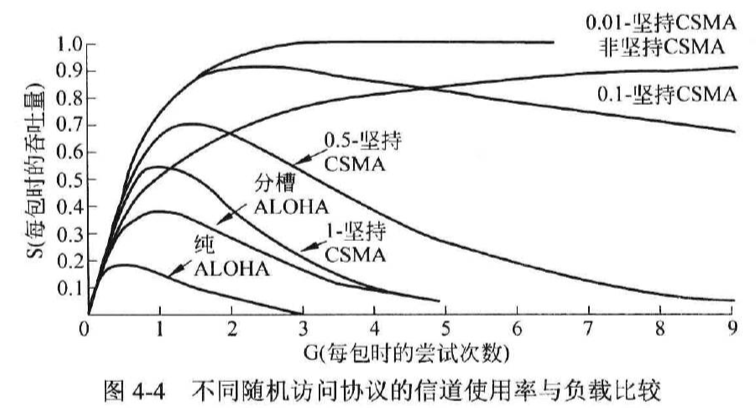 0.01-坚持CSMA
非坚持CSMA
0.1-坚持CSMA
0.5-坚持
CSMA
分槽
ALOHA
1-坚持
CSMA
纯
ALOHA
S(每包时的吞吐量)
1.0
0.9
0.8
0.7
0.6
0.5
0.4
0.3
0.2
0.1
0 1 2 3 4 5 6 7 8 9
G(每包时的尝试次数)
图 4-4 不同随机访问协议的信道使用率与负载比较